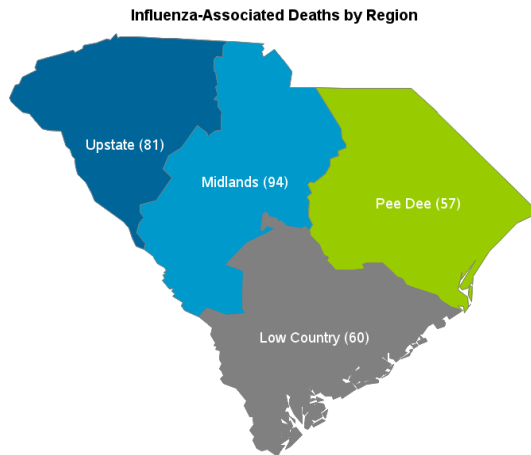 Influenza-Associated Deaths by Region
Upstate (81)
Midlands (94)
Pee Dee (57)
Low Country (60)